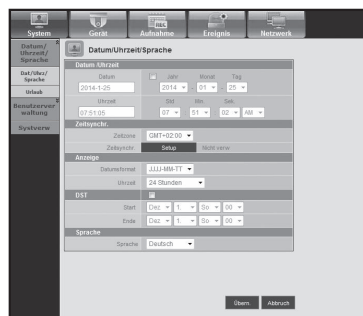 System Gerät Aufnahme Ereignis Netzwerk
REC
Datum/
Uhrzeit/
Sprache
Dat/Uhz/
Sprache
Urlaub
Benutzerver
waltung
Systverw
Datum/Uhrzeit/Sprache
Datum /Uhrzeit
Datum Jahr Monat Tag
2014-1-25 2014 - 01 - 25
Uhrzeit Std Min. Sek.
07:51:05 07 : 51 : 02 AM
Zeitsynchr.
Zeitzone GMT+02:00
Zeitsynchr. Setup Nicht verw
Anzeige
Datumsformat JJJJ-MM-TT
Uhrzeit 24 Stunden
DST
Start Dez 1. So 00
Ende Dez 1. So 00
Sprache
Sprache Deutsch
Übern. Abbruch